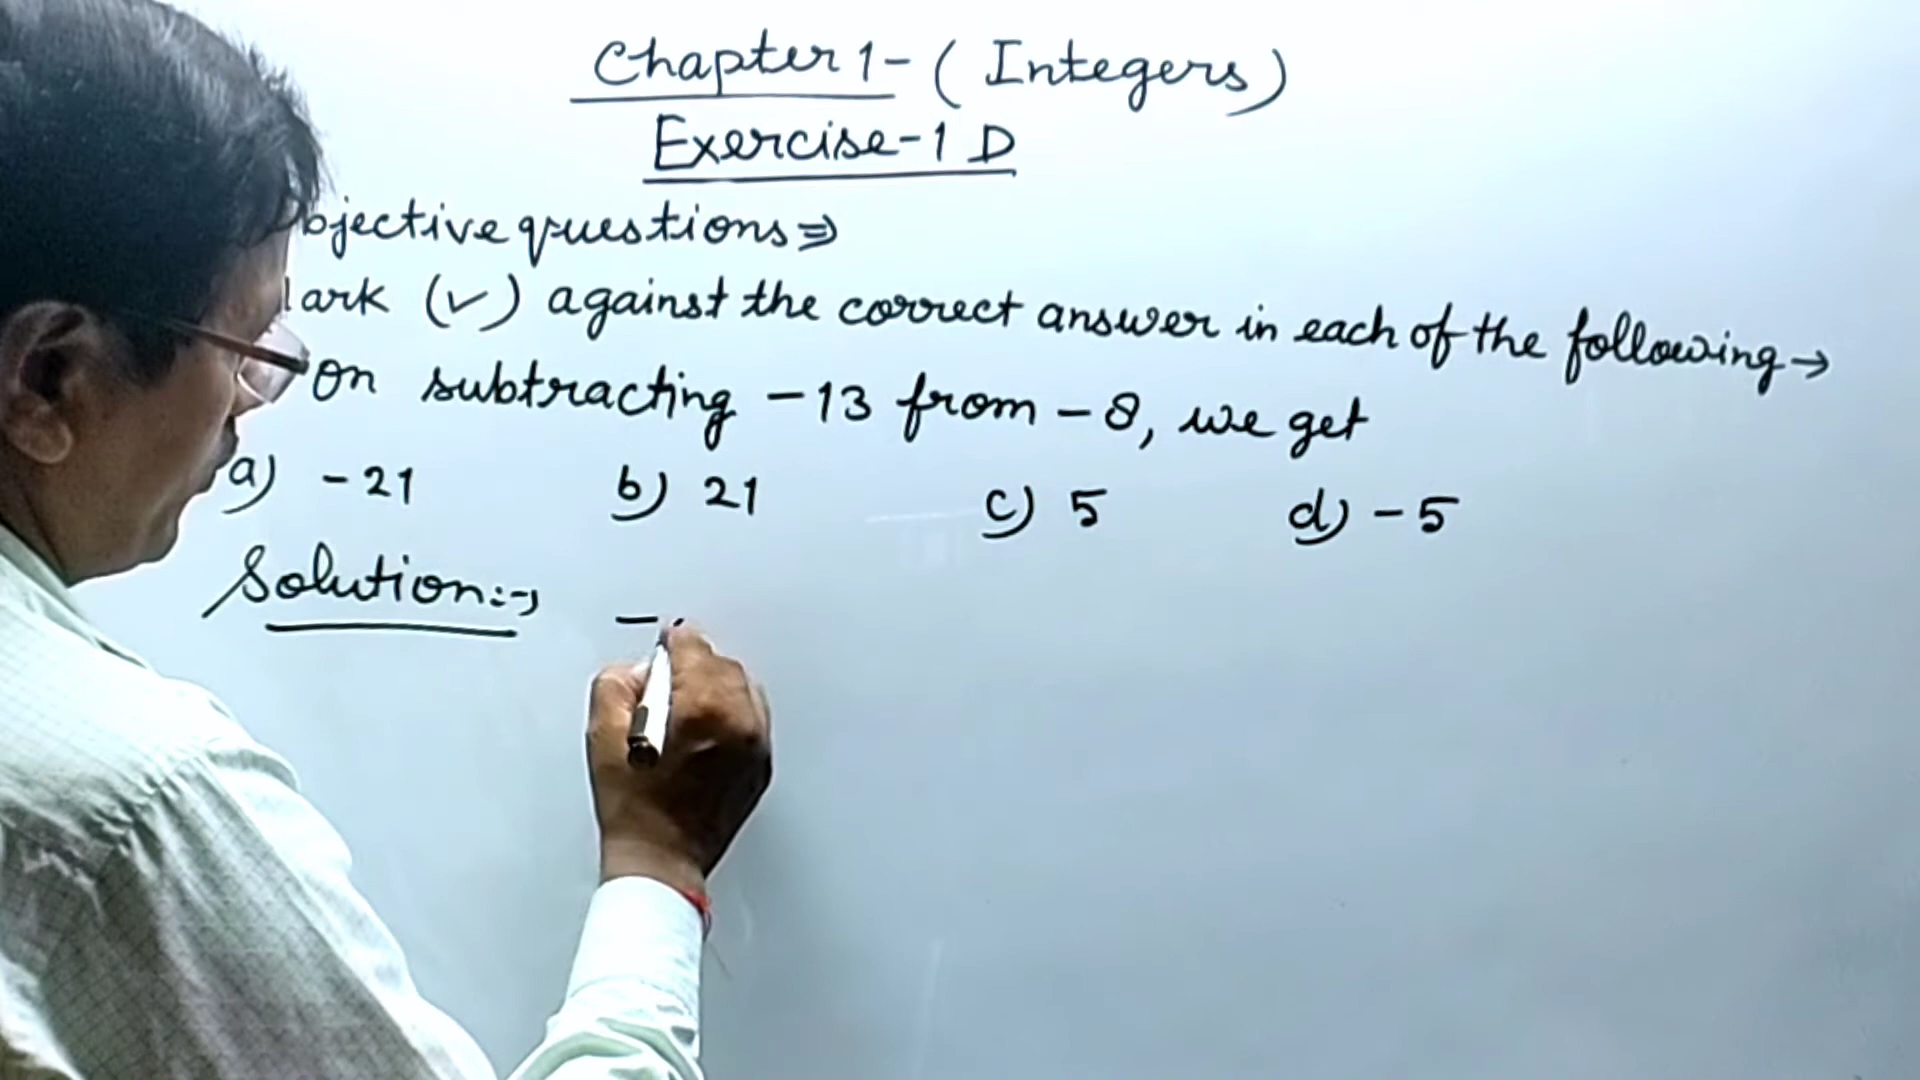 Chapter 1 - ( Integers )
Exercise - 1 D
bjective questions ⇒
ark (✓) against the correct answer in each of the following →
on subtracting -13 from -8, we get
a) -21 b) 21 c) 5 d) -5
Solution:-
-